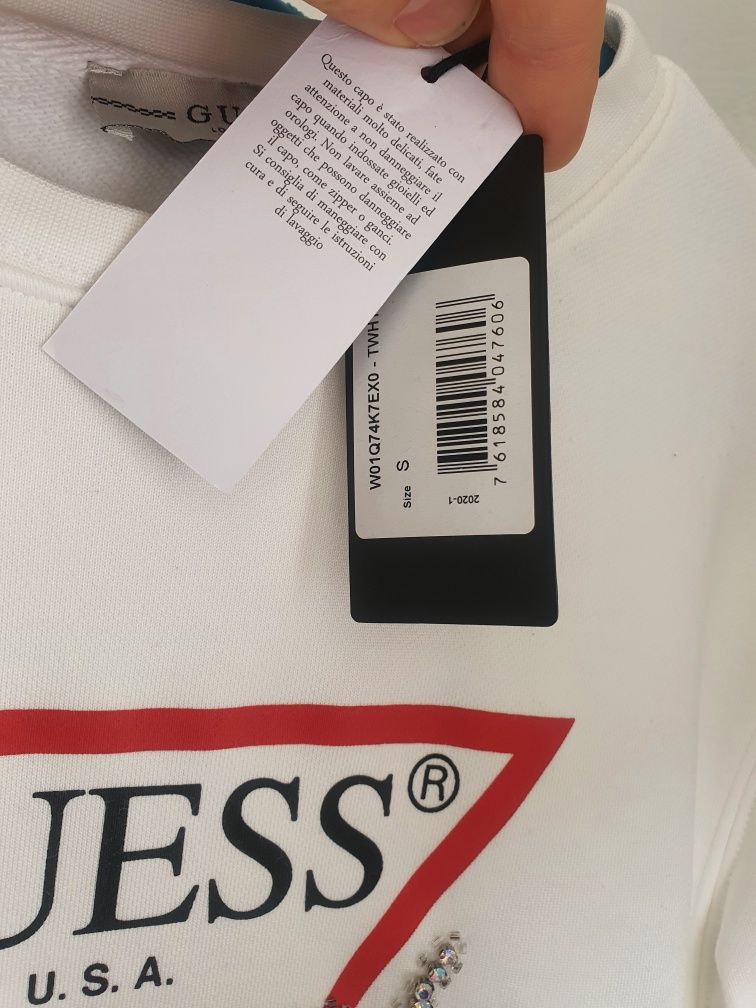 Questo capo è stato realizzato con
materiali molto delicati, fate
attenzione a non danneggiare il
capo quando indossate gioielli ed
orologi. Non lavare assieme ad
oggetti che possono danneggiare
il capo, come zipper o ganci.
Si consiglia di maneggiare con
cura e di seguire le istruzioni
di lavaggio
GU
W01Q74K7EX0 - TWH
Size S
7 618584 047606
2020-1
UESS®
U. S. A.